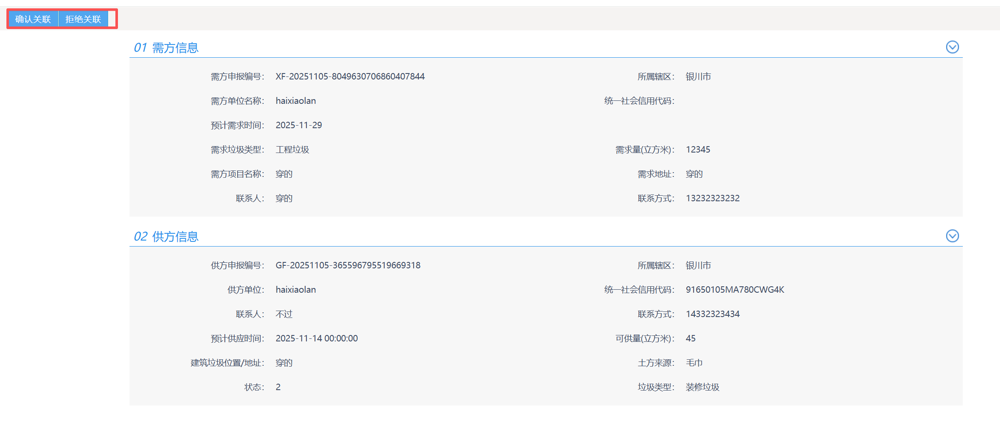 确认关联 拒绝关联
01 需方信息
需方申报编号： XF-20251105-8049630706860407844 所属辖区： 银川市
需方单位名称： haixiaolan 统一社会信用代码：
预计需求时间： 2025-11-29
需求垃圾类型： 工程垃圾 需求量(立方米)： 12345
需方项目名称： 穿的 需求地址： 穿的
联系人： 穿的 联系方式： 13232323232
02 供方信息
供方申报编号： GF-20251105-365596795519669318 所属辖区： 银川市
供方单位： haixiaolan 统一社会信用代码： 91650105MA780CWG4K
联系人： 不过 联系方式： 14332323434
预计供应时间： 2025-11-14 00:00:00 可供量(立方米)： 45
建筑垃圾位置/地址： 穿的 土方来源： 毛巾
状态： 2 垃圾类型： 装修垃圾